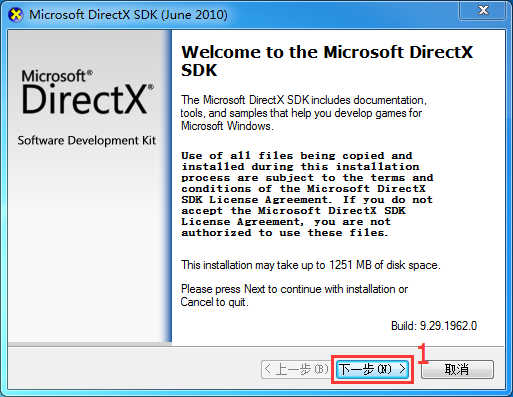 Microsoft DirectX SDK (June 2010)
Microsoft®
DirectX®
Software Development Kit
Welcome to the Microsoft DirectX
SDK
The Microsoft DirectX SDK includes documentation,
tools, and samples that help you develop games for
Microsoft Windows.
Use of all files being copied and
installed during this installation
process are subject to the terms and
conditions of the Microsoft DirectX
SDK License Agreement. If you do not
accept the Microsoft DirectX SDK
License Agreement, you are not
authorized to use these files.
This installation may take up to 1251 MB of disk space.
Please press Next to continue with installation or
Cancel to quit.
Build: 9.29.1962.0
1
< 上一步(B)
下一步(N) >
取消